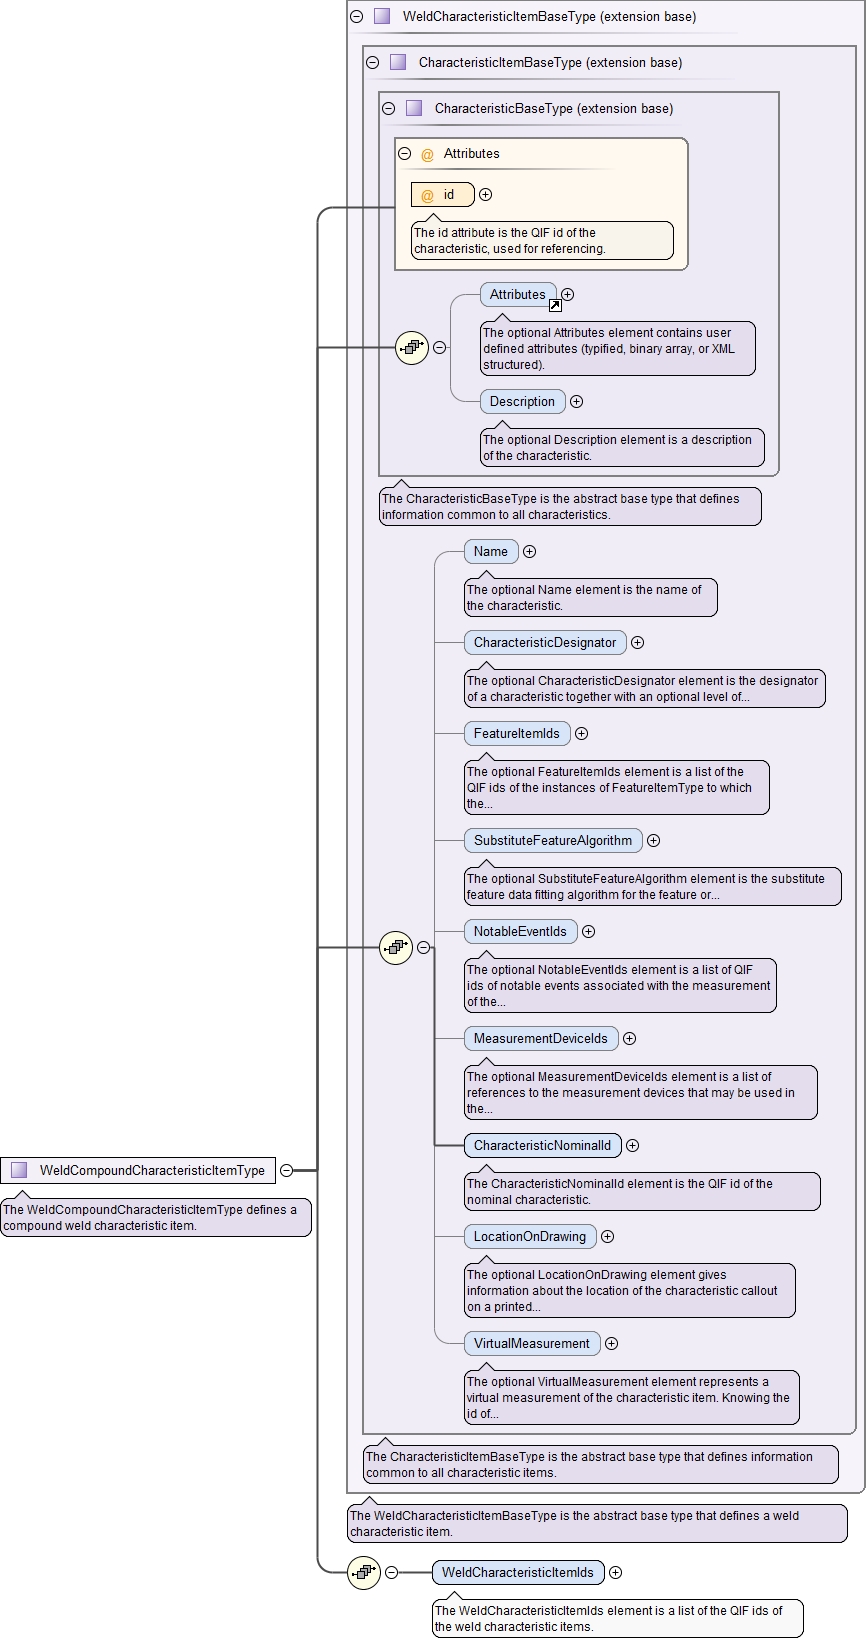 WeldCharacteristicItemBaseType (extension base)
CharacteristicItemBaseType (extension base)
CharacteristicBaseType (extension base)
@ Attributes
@ id
The id attribute is the QIF id of the
characteristic, used for referencing.
Attributes
The optional Attributes element contains user
defined attributes (typified, binary array, or XML
structured).
Description
The optional Description element is a description
of the characteristic.
The CharacteristicBaseType is the abstract base type that defines
information common to all characteristics.
Name
The optional Name element is the name of
the characteristic.
CharacteristicDesignator
The optional CharacteristicDesignator element is the designator
of a characteristic together with an optional level of...
FeatureItemIds
The optional FeatureItemIds element is a list of the
QIF ids of the instances of FeatureItemType to which
the...
SubstituteFeatureAlgorithm
The optional SubstituteFeatureAlgorithm element is the substitute
feature data fitting algorithm for the feature or...
NotableEventIds
The optional NotableEventIds element is a list of QIF
ids of notable events associated with the measurement
of the...
MeasurementDeviceIds
The optional MeasurementDeviceIds element is a list of
references to the measurement devices that may be used in
the...
CharacteristicNominalId
The CharacteristicNominalId element is the QIF id of the
nominal characteristic.
WeldCompoundCharacteristicItemType
The WeldCompoundCharacteristicItemType defines a
compound weld characteristic item.
LocationOnDrawing
The optional LocationOnDrawing element gives
information about the location of the characteristic callout
on a printed...
VirtualMeasurement
The optional VirtualMeasurement element represents a
virtual measurement of the characteristic item. Knowing the
id of...
The CharacteristicItemBaseType is the abstract base type that defines information
common to all characteristic items.
The WeldCharacteristicItemBaseType is the abstract base type that defines a weld
characteristic item.
WeldCharacteristicItemIds
The WeldCharacteristicItemIds element is a list of the QIF ids of
the weld characteristic items.